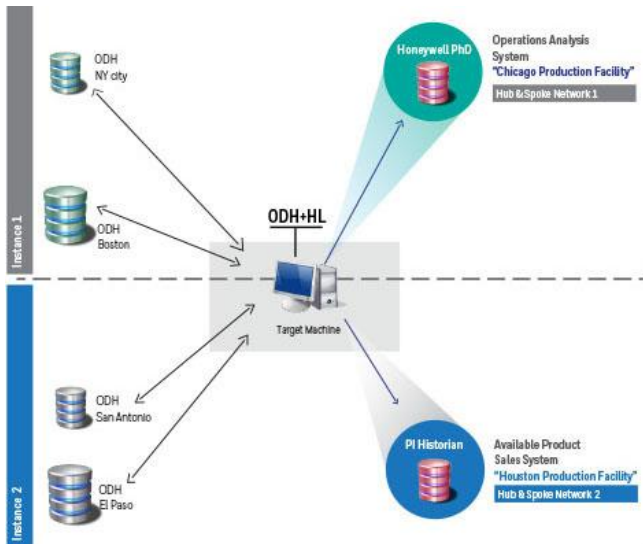 Instance 1
ODH
NY city
ODH
Boston
ODH+HL
Target Machine
Honeywell PhD
Operations Analysis
System
"Chicago Production Facility"
Hub & Spoke Network 1
Instance 2
ODH
San Antonio
ODH
El Paso
PI Historian
Available Product
Sales System
"Houston Production Facility"
Hub & Spoke Network 2